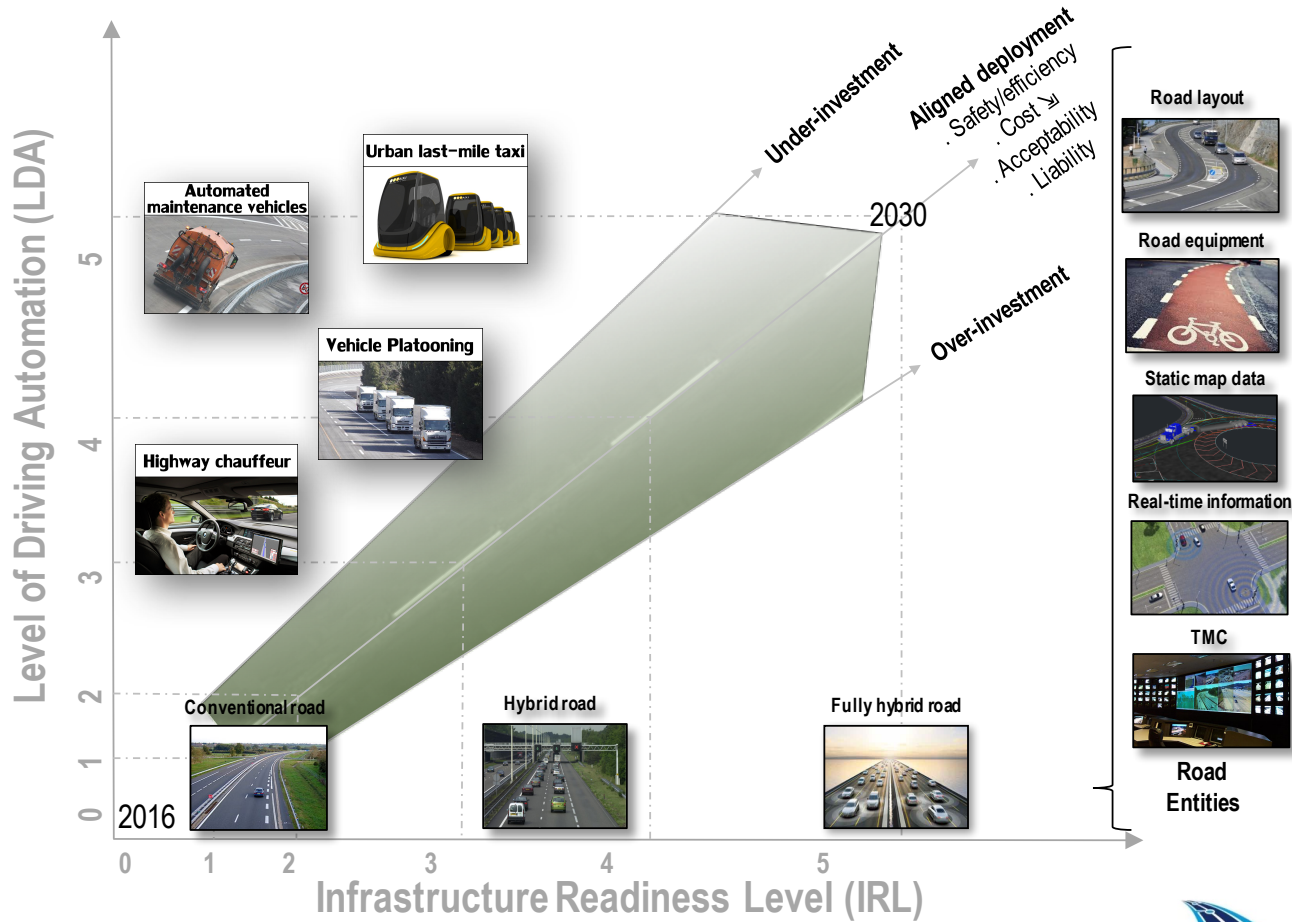 Level of Driving Automation (LDA)
5
4
3
2
1
0
Automated
maintenance vehicles
Urban last-mile taxi
Vehicle Platooning
Highway chauffeur
Under-investment
Aligned deployment
. Safety/efficiency
. Cost ⇘
. Acceptability
. Liability
2030
Over-investment
Conventional road
Hybrid road
Fully hybrid road
2016
0
1
2
3
4
5
Infrastructure Readiness Level (IRL)
Road layout
Road equipment
Static map data
Real-time information
TMC
Road
Entities